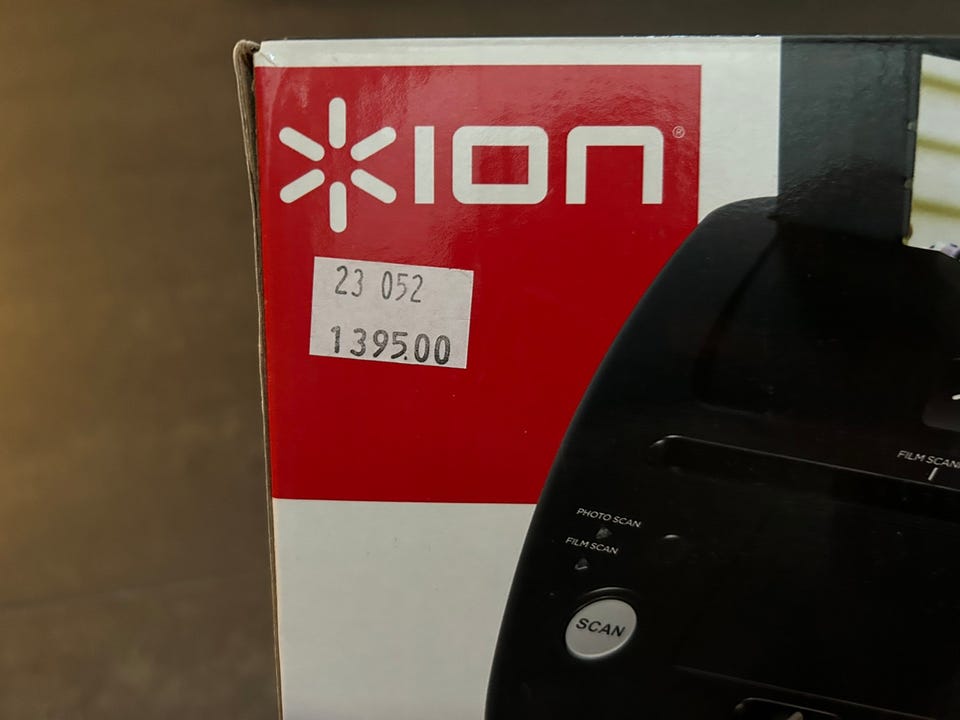 ION®
23 052
1395.00
FILM SCAN
PHOTO SCAN
FILM SCAN
SCAN